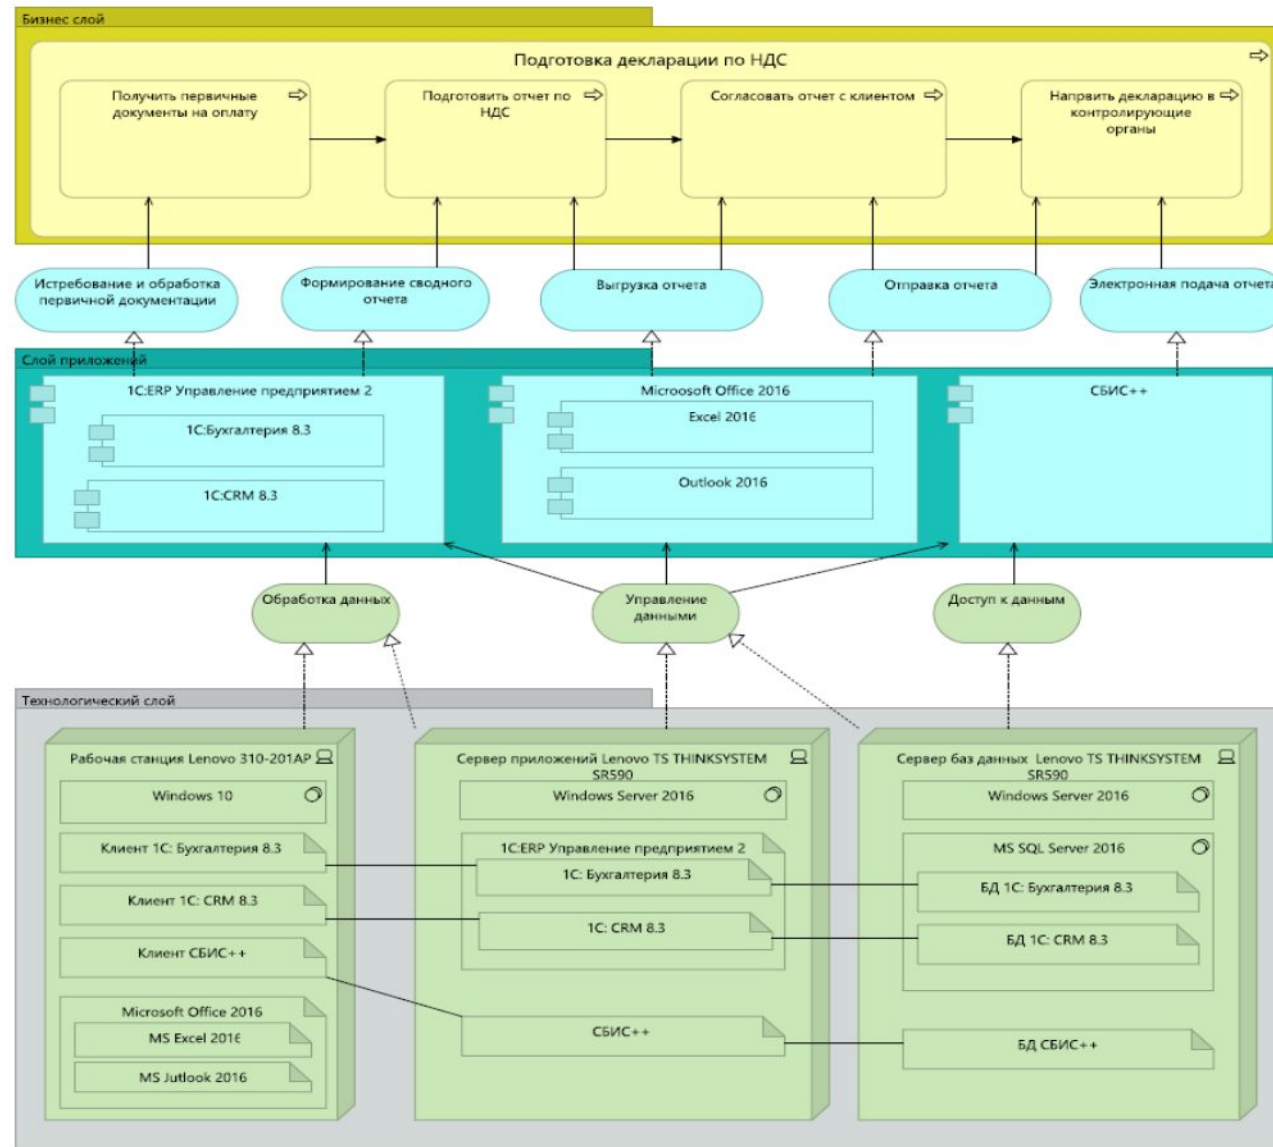 Бизнес слой
Подготовка декларации по НДС
Получить первичные
документы на оплату
Подготовить отчет по
НДС
Согласовать отчет с клиентом
Напрвить декларацию в
контролирующие
органы
Истребование и обработка
первичной документации
Формирование сводного
отчета
Выгрузка отчета
Отправка отчета
Электронная подача отчета
Слой приложений
1С:ERP Управление предприятием 2
1С:Бухгалтерия 8.3
1С:CRM 8.3
Microosoft Office 2016
Excel 2016
Outlook 2016
СБИС++
Обработка данных
Управление
данными
Доступ к данным
Технологический слой
Рабочая станция Lenovo 310-201AP
Windows 10
Клиент 1С: Бухгалтерия 8.3
Клиент 1С: CRM 8.3
Клиент СБИС++
Microsoft Office 2016
MS Excel 2016
MS Jutlook 2016
Сервер приложений Lenovo TS THINKSYSTEM
SR590
Windows Server 2016
1С:ERP Управление предприятием 2
1С: Бухгалтерия 8.3
1С: CRM 8.3
СБИС++
Сервер баз данных Lenovo TS THINKSYSTEM
SR590
Windows Server 2016
MS SQL Server 2016
БД 1С: Бухгалтерия 8.3
БД 1С: CRM 8.3
БД СБИС++